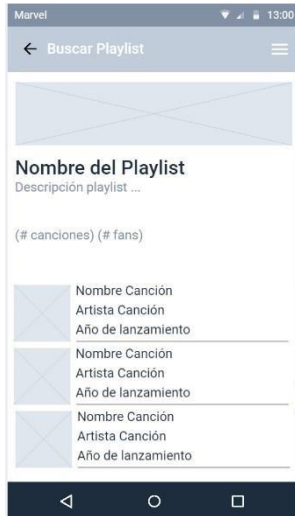 Marvel 13:00
Buscar Playlist
Nombre del Playlist
Descripción playlist ...
(# canciones) (# fans)
Nombre Canción
Artista Canción
Año de lanzamiento
Nombre Canción
Artista Canción
Año de lanzamiento
Nombre Canción
Artista Canción
Año de lanzamiento